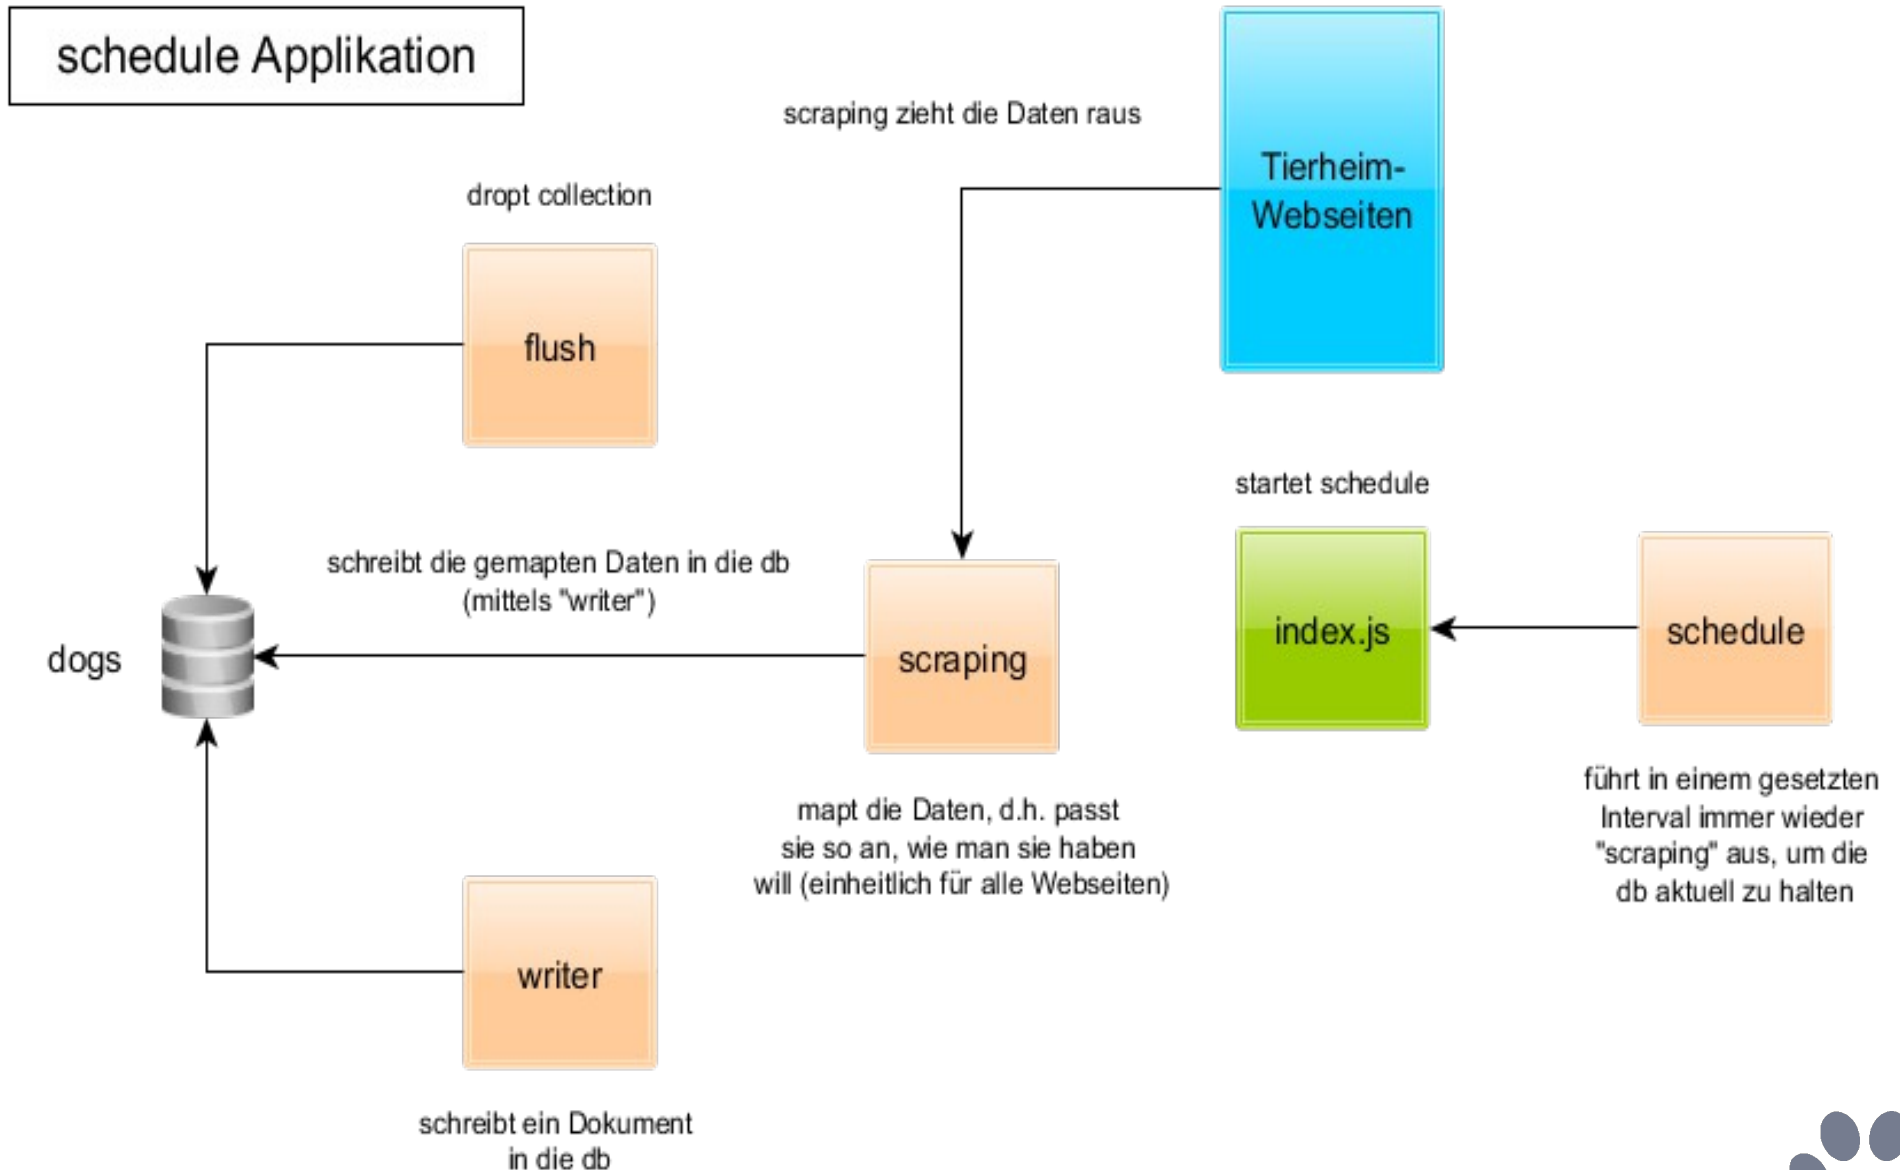 schedule Applikation
scraping zieht die Daten raus
Tierheim-
Webseiten
dropt collection
flush
startet schedule
index.js
schedule
schreibt die gemapten Daten in die db
(mittels "writer")
dogs
scraping
führt in einem gesetzten
Interval immer wieder
"scraping" aus, um die
db aktuell zu halten
mapt die Daten, d.h. passt
sie so an, wie man sie haben
will (einheitlich für alle Webseiten)
writer
schreibt ein Dokument
in die db